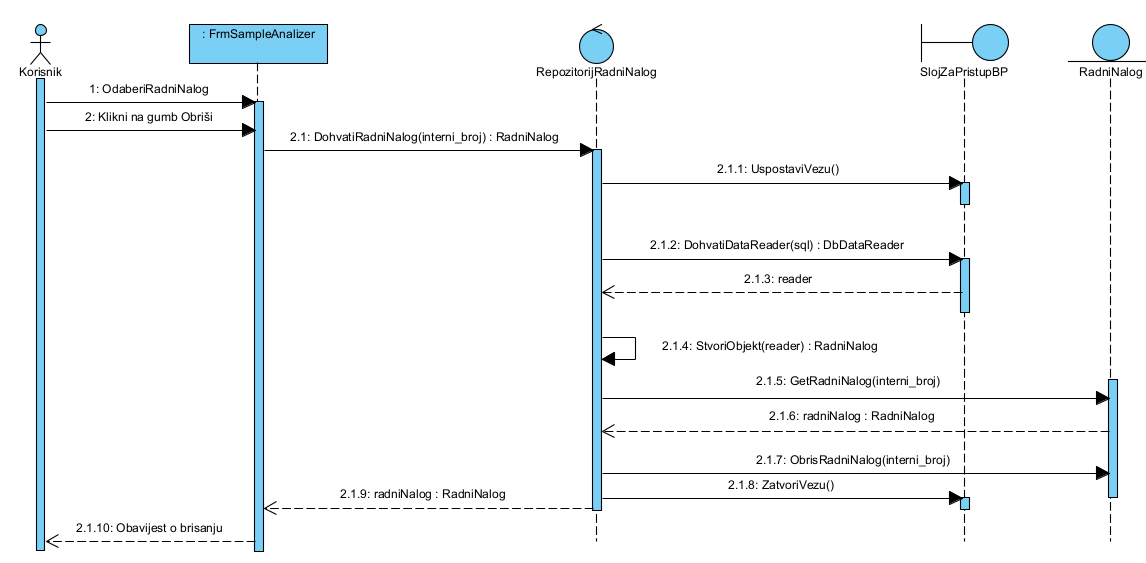 : FrmSampleAnalizer
Korisnik
RepozitorijRadniNalog
SlojZaPristupBP
RadniNalog
1: OdaberiRadniNalog
2: Klikni na gumb Obriši
2.1: DohvatiRadniNalog(interni_broj) : RadniNalog
2.1.1: UspostaviVezu()
2.1.2: DohvatiDataReader(sql) : DbDataReader
2.1.3: reader
2.1.4: StvoriObjekt(reader) : RadniNalog
2.1.5: GetRadniNalog(interni_broj)
2.1.6: radniNalog : RadniNalog
2.1.7: ObrisRadniNalog(interni_broj)
2.1.8: ZatvoriVezu()
2.1.9: radniNalog : RadniNalog
2.1.10: Obavijest o brisanju